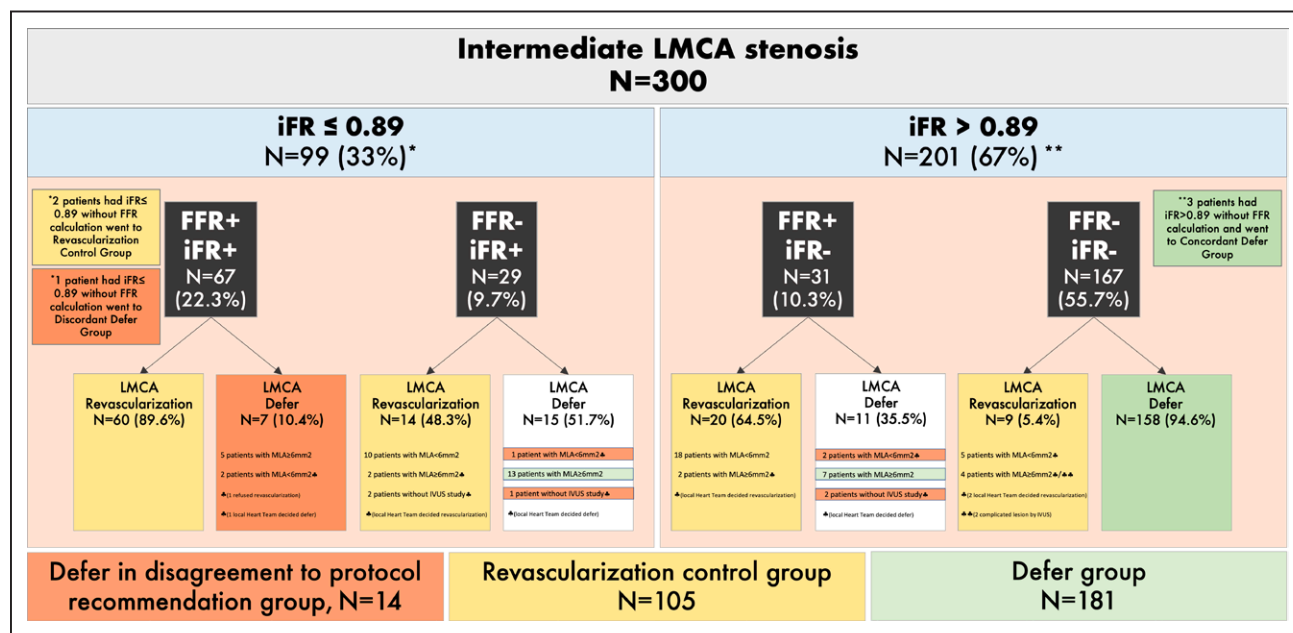 Intermediate LMCA stenosis
N=300
iFR ≤ 0.89
N=99 (33%)*
iFR > 0.89
N=201 (67%) **
*2 patients had iFR≤
0.89 without FFR
calculation went to
Revascularization
Control Group
*1 patient had iFR≤
0.89 without FFR
calculation went to
Discordant Defer
Group
FFR+
iFR+
N=67
(22.3%)
FFR-
iFR+
N=29
(9.7%)
FFR+
iFR-
N=31
(10.3%)
FFR-
iFR-
N=167
(55.7%)
**3 patients had
iFR>0.89 without FFR
calculation and went
to Concordant Defer
Group
LMCA
Revascularization
N=60 (89.6%)
LMCA
Defer
N=7 (10.4%)
5 patients with MLA≥6mm2
2 patients with MLA<6mm2♣
♣(1 refused revascularization)
♣(1 local Heart Team decided defer)
LMCA
Revascularization
N=14 (48.3%)
10 patients with MLA<6mm2
2 patients with MLA≥6mm2♣
2 patients without IVUS study♣
♣(local Heart Team decided revascularization)
LMCA
Defer
N=15 (51.7%)
1 patient with MLA<6mm2♣
13 patients with MLA≥6mm2
1 patient without IVUS study♣
♣(local Heart Team decided defer)
LMCA
Revascularization
N=20 (64.5%)
18 patients with MLA<6mm2
2 patients with MLA≥6mm2♣
♣(local Heart Team decided revascularization)
LMCA
Defer
N=11 (35.5%)
2 patients with MLA<6mm2♣
7 patients with MLA≥6mm2
2 patients without IVUS study♣
♣(local Heart Team decided defer)
LMCA
Revascularization
N=9 (5.4%)
5 patients with MLA<6mm2♣
4 patients with MLA≥6mm2♣/♣♣
♣(2 local Heart Team decided revascularization)
♣♣(2 complicated lesion by IVUS)
LMCA
Defer
N=158 (94.6%)
Defer in disagreement to protocol
recommendation group, N=14
Revascularization control group
N=105
Defer group
N=181